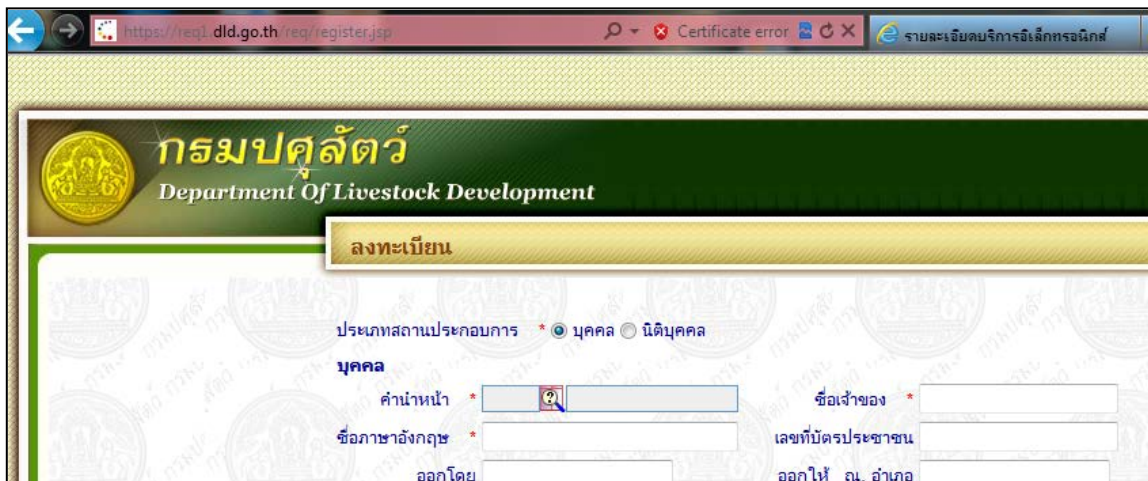 https://req1.dld.go.th/req/register.jsp Certificate error รายละเอียดบริการอิเล็กทรอนิกส์
กรมปศุสัตว์
Department Of Livestock Development
ลงทะเบียน
ประเภทสถานประกอบการ * บุคคล นิติบุคคล
บุคคล
คำนำหน้า * ชื่อเจ้าของ *
ชื่อภาษาอังกฤษ * เลขที่บัตรประชาชน
ออกโดย ออกให้ ณ. อำเภอ